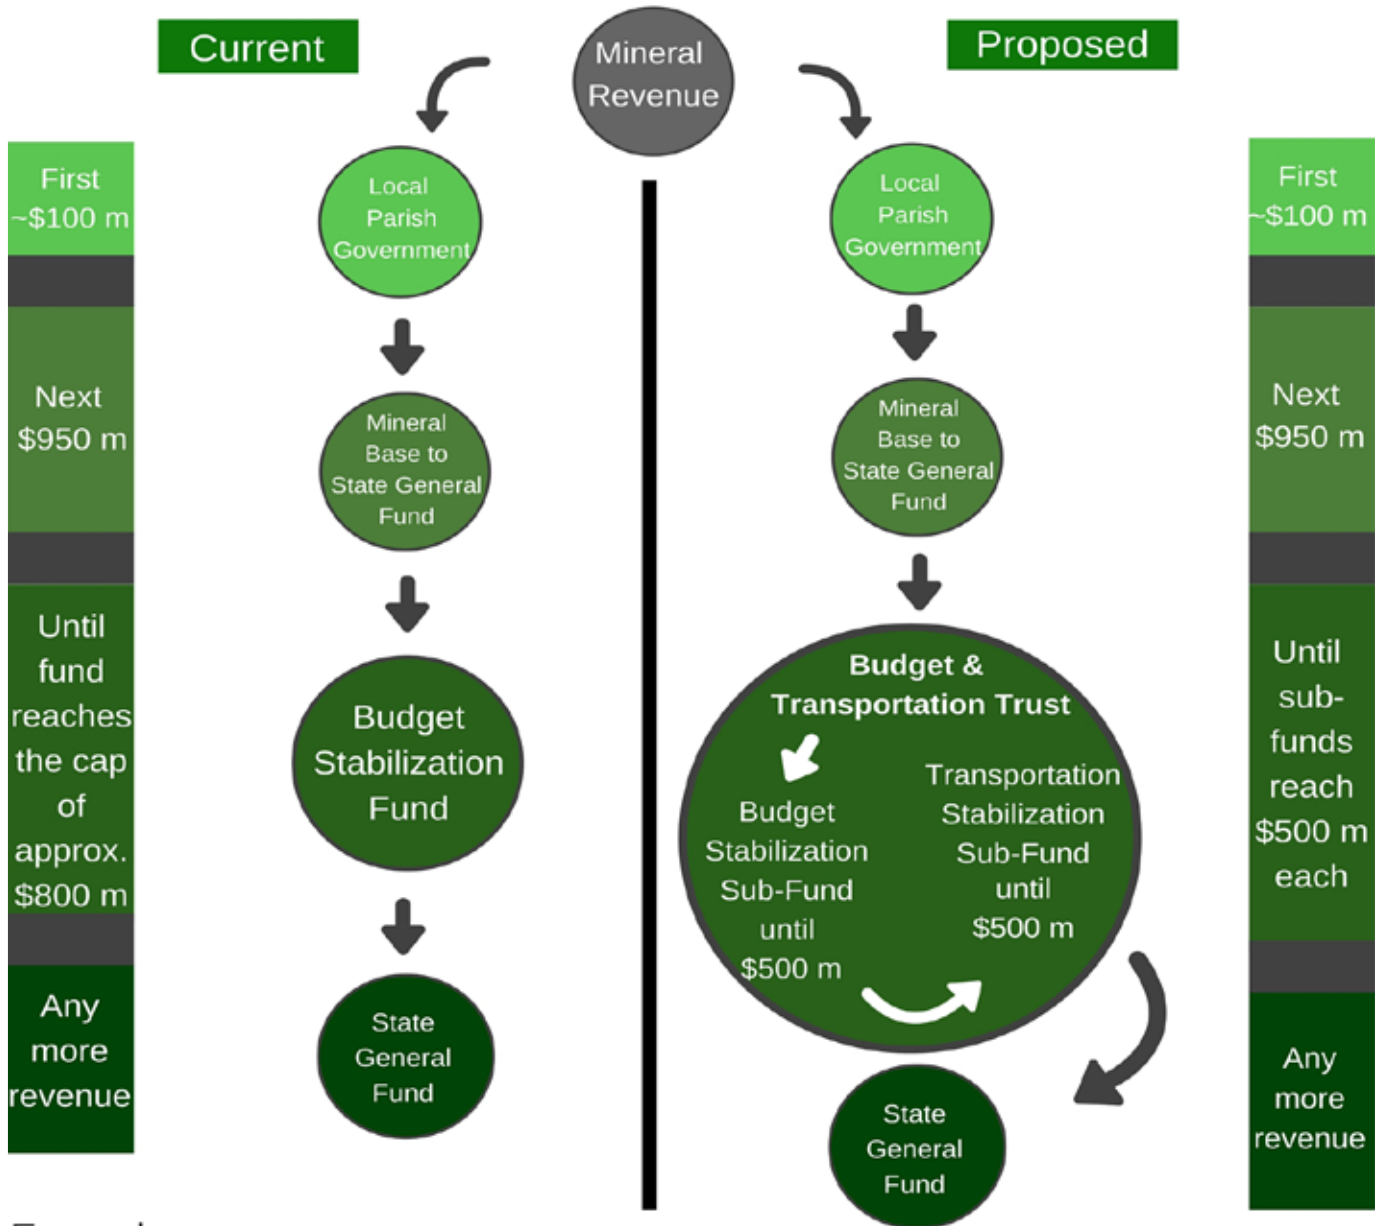 Current
Mineral
Revenue
Proposed
First
~$100 m
Next
$950 m
Until
fund
reaches
the cap
of
approx.
$800 m
Any
more
revenue
Local
Parish
Government
Mineral
Base to
State General
Fund
Budget
Stabilization
Fund
State
General
Fund
Local
Parish
Government
Mineral
Base to
State General
Fund
Budget &
Transportation Trust
Budget
Stabilization
Sub-Fund
until
$500 m
Transportation
Stabilization
Sub-Fund
until
$500 m
State
General
Fund
First
~$100 m
Next
$950 m
Until
sub-
funds
reach
$500 m
each
Any
more
revenue